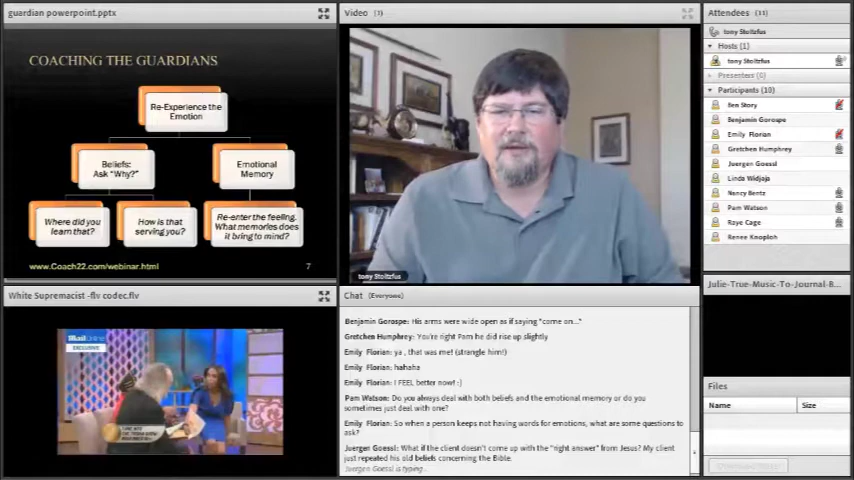 guardian powerpoint.pptx
COACHING THE GUARDIANS
Re-Experience the
Emotion
Beliefs:
Ask "Why?"
Emotional
Memory
Where did you
learn that?
How is that
serving you?
Re-enter the feeling.
What memories does
it bring to mind?
www.Coach22.com/webinar.html
7
Video (1)
tony Stoltzfus
Attendees (11)
tony Stoltzfus
Hosts (1)
tony Stoltzfus
Presenters (0)
Participants (10)
Ben Story
Benjamin Gorospe
Emily Florian
Gretchen Humphrey
Juergen Goessl
Linda Widjaja
Nancy Bentz
Pam Watson
Raye Cage
Renee Knoploh
White Supremacist -flv codec.flv
Mail Online
EXCLUSIVE
Chat (Everyone)
Benjamin Gorospe: His arms were wide open as if saying "come on..."
Gretchen Humphrey: You're right Pam he did rise up slightly
Emily Florian: ya , that was me! (strangle him!)
Emily Florian: hahaha
Emily Florian: I FEEL better now! :)
Pam Watson: Do you always deal with both beliefs and the emotional memory or do you
sometimes just deal with one?
Emily Florian: So when a person keeps not having words for emotions, what are some questions to
ask?
Juergen Goessl: What if the client doesn't come up with the "right answer" from Jesus? My client
just repeated his old beliefs concerning the Bible.
Juergen Goessl is typing...
Julie-True-Music-To-Journal-B...
Files
Name
Size